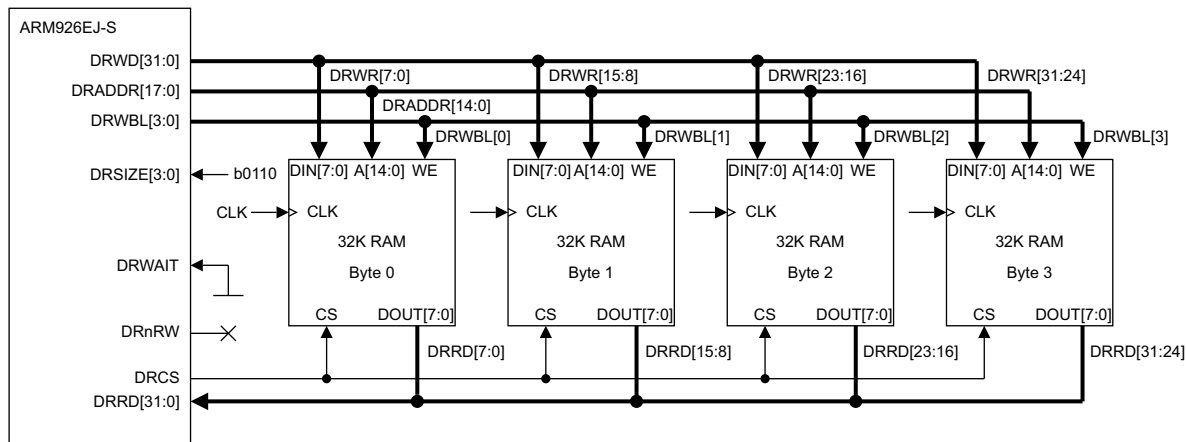 ARM926EJ-S
DRWD[31:0]
DRWR[7:0] DRWR[15:8] DRWR[23:16] DRWR[31:24]
DRADDR[17:0]
DRADDR[14:0]
DRWBL[3:0]
DRWBL[0] DRWBL[1] DRWBL[2] DRWBL[3]
DRSIZE[3:0] b0110
DIN[7:0] A[14:0] WE DIN[7:0] A[14:0] WE DIN[7:0] A[14:0] WE DIN[7:0] A[14:0] WE
CLK CLK CLK CLK CLK
32K RAM 32K RAM 32K RAM 32K RAM
DRWAIT
Byte 0 Byte 1 Byte 2 Byte 3
CS DOUT[7:0] CS DOUT[7:0] CS DOUT[7:0] CS DOUT[7:0]
DRnRW
DRRD[7:0] DRRD[15:8] DRRD[23:16] DRRD[31:24]
DRCS
DRRD[31:0]